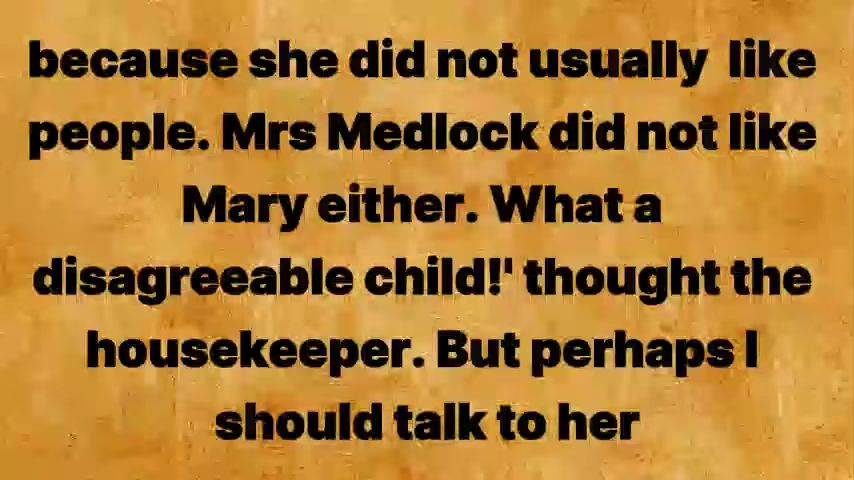 because she did not usually  like
people. Mrs Medlock did not like
Mary either. What a
disagreeable child!' thought the
housekeeper. But perhaps I
should talk to her